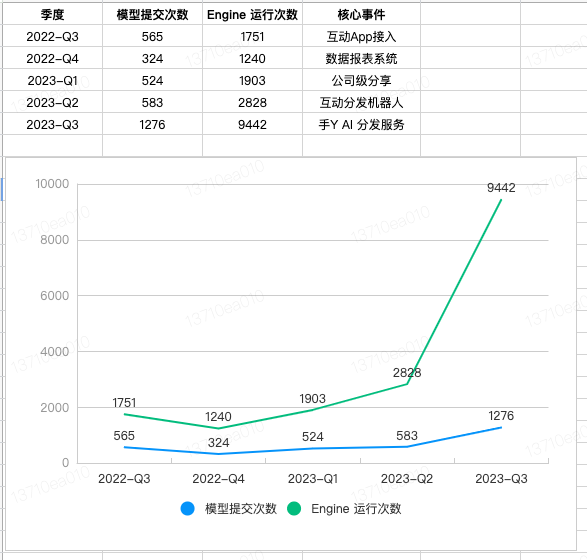 季度 模型提交次数 Engine 运行次数 核心事件
2022-Q3 565 1751 互动App接入
2022-Q4 324 1240 数据报表系统
2023-Q1 524 1903 公司级分享
2023-Q2 583 2828 互动分发机器人
2023-Q3 1276 9442 手Y AI 分发服务
13710ea010
10000
8000
6000
4000
2000
0
9442
2828
1903
1751
1240
1276
565
324
524
583
2022-Q3 2022-Q4 2023-Q1 2023-Q2 2023-Q3
模型提交次数 Engine 运行次数